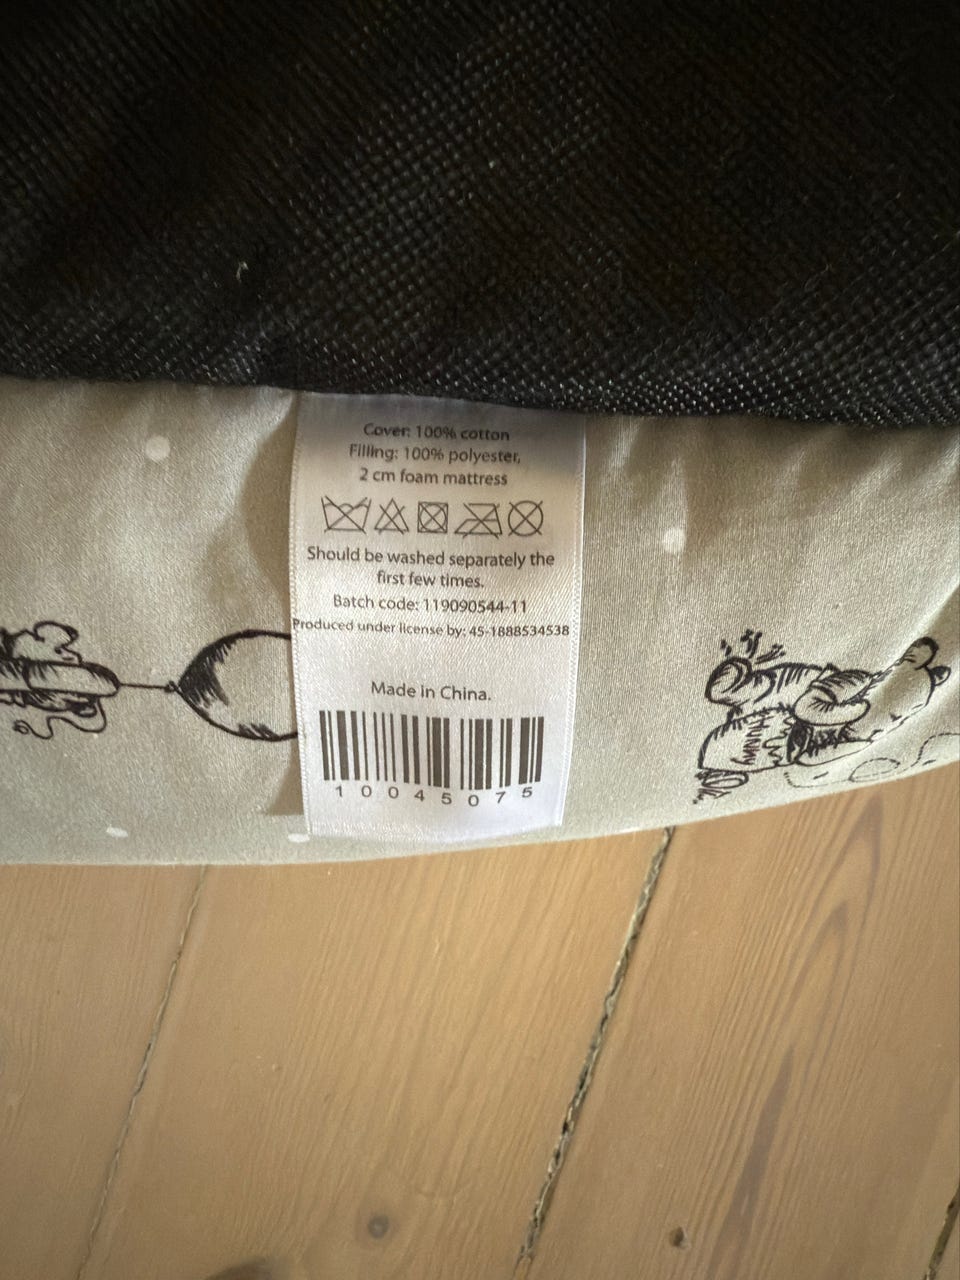 Cover: 100% cotton
Filling: 100% polyester,
2 cm foam mattress
Should be washed separately the
first few times.
Batch code: 119090544-11
Produced under license by: 45-1888534538
Made in China.
10045075
Hunny